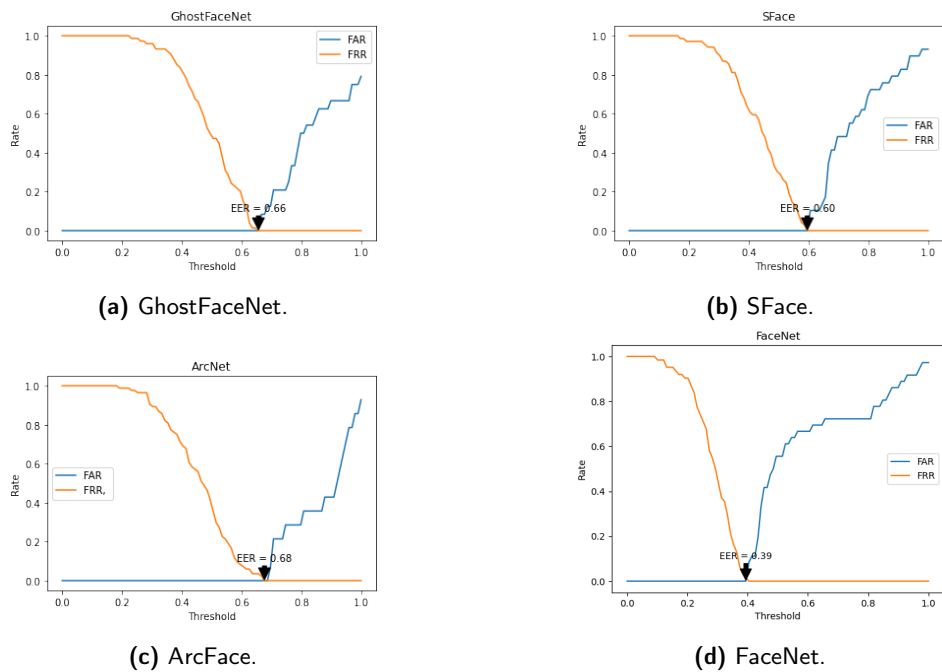 GhostFaceNet
1.0
0.8
0.6
0.4
0.2
0.0
Rate
FAR
FRR
EER = 0.66
0.0 0.2 0.4 0.6 0.8 1.0
Threshold
(a) GhostFaceNet.
SFace
1.0
0.8
0.6
0.4
0.2
0.0
Rate
FAR
FRR
EER = 0.60
0.0 0.2 0.4 0.6 0.8 1.0
Threshold
(b) SFace.
ArcNet
1.0
0.8
0.6
0.4
0.2
0.0
Rate
FAR
FRR,
EER = 0.68
0.0 0.2 0.4 0.6 0.8 1.0
Threshold
(c) ArcFace.
FaceNet
1.0
0.8
0.6
0.4
0.2
0.0
Rate
FAR
FRR
EER = 0.39
0.0 0.2 0.4 0.6 0.8 1.0
Threshold
(d) FaceNet.